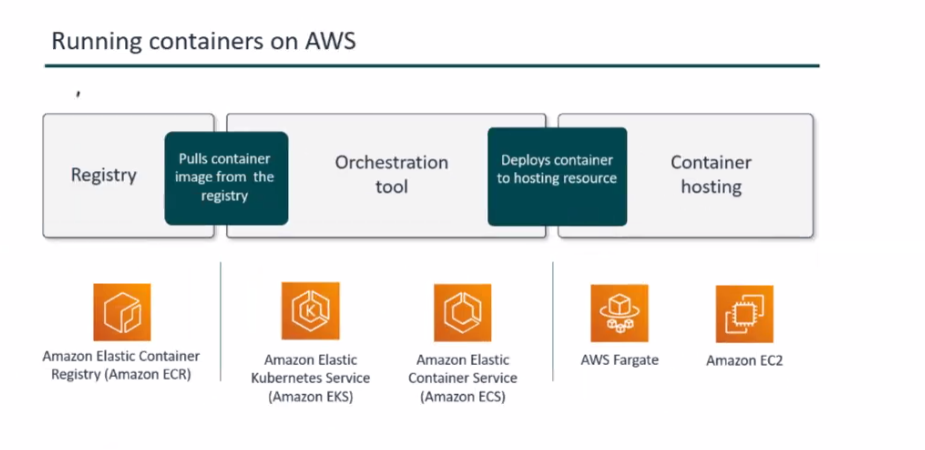 Running containers on AWS
Registry
Pulls container
image from the
registry
Orchestration
tool
Deploys container
to hosting resource
Container
hosting
Amazon Elastic Container
Registry (Amazon ECR)
Amazon Elastic
Kubernetes Service
(Amazon EKS)
Amazon Elastic
Container Service
(Amazon ECS)
AWS Fargate
Amazon EC2